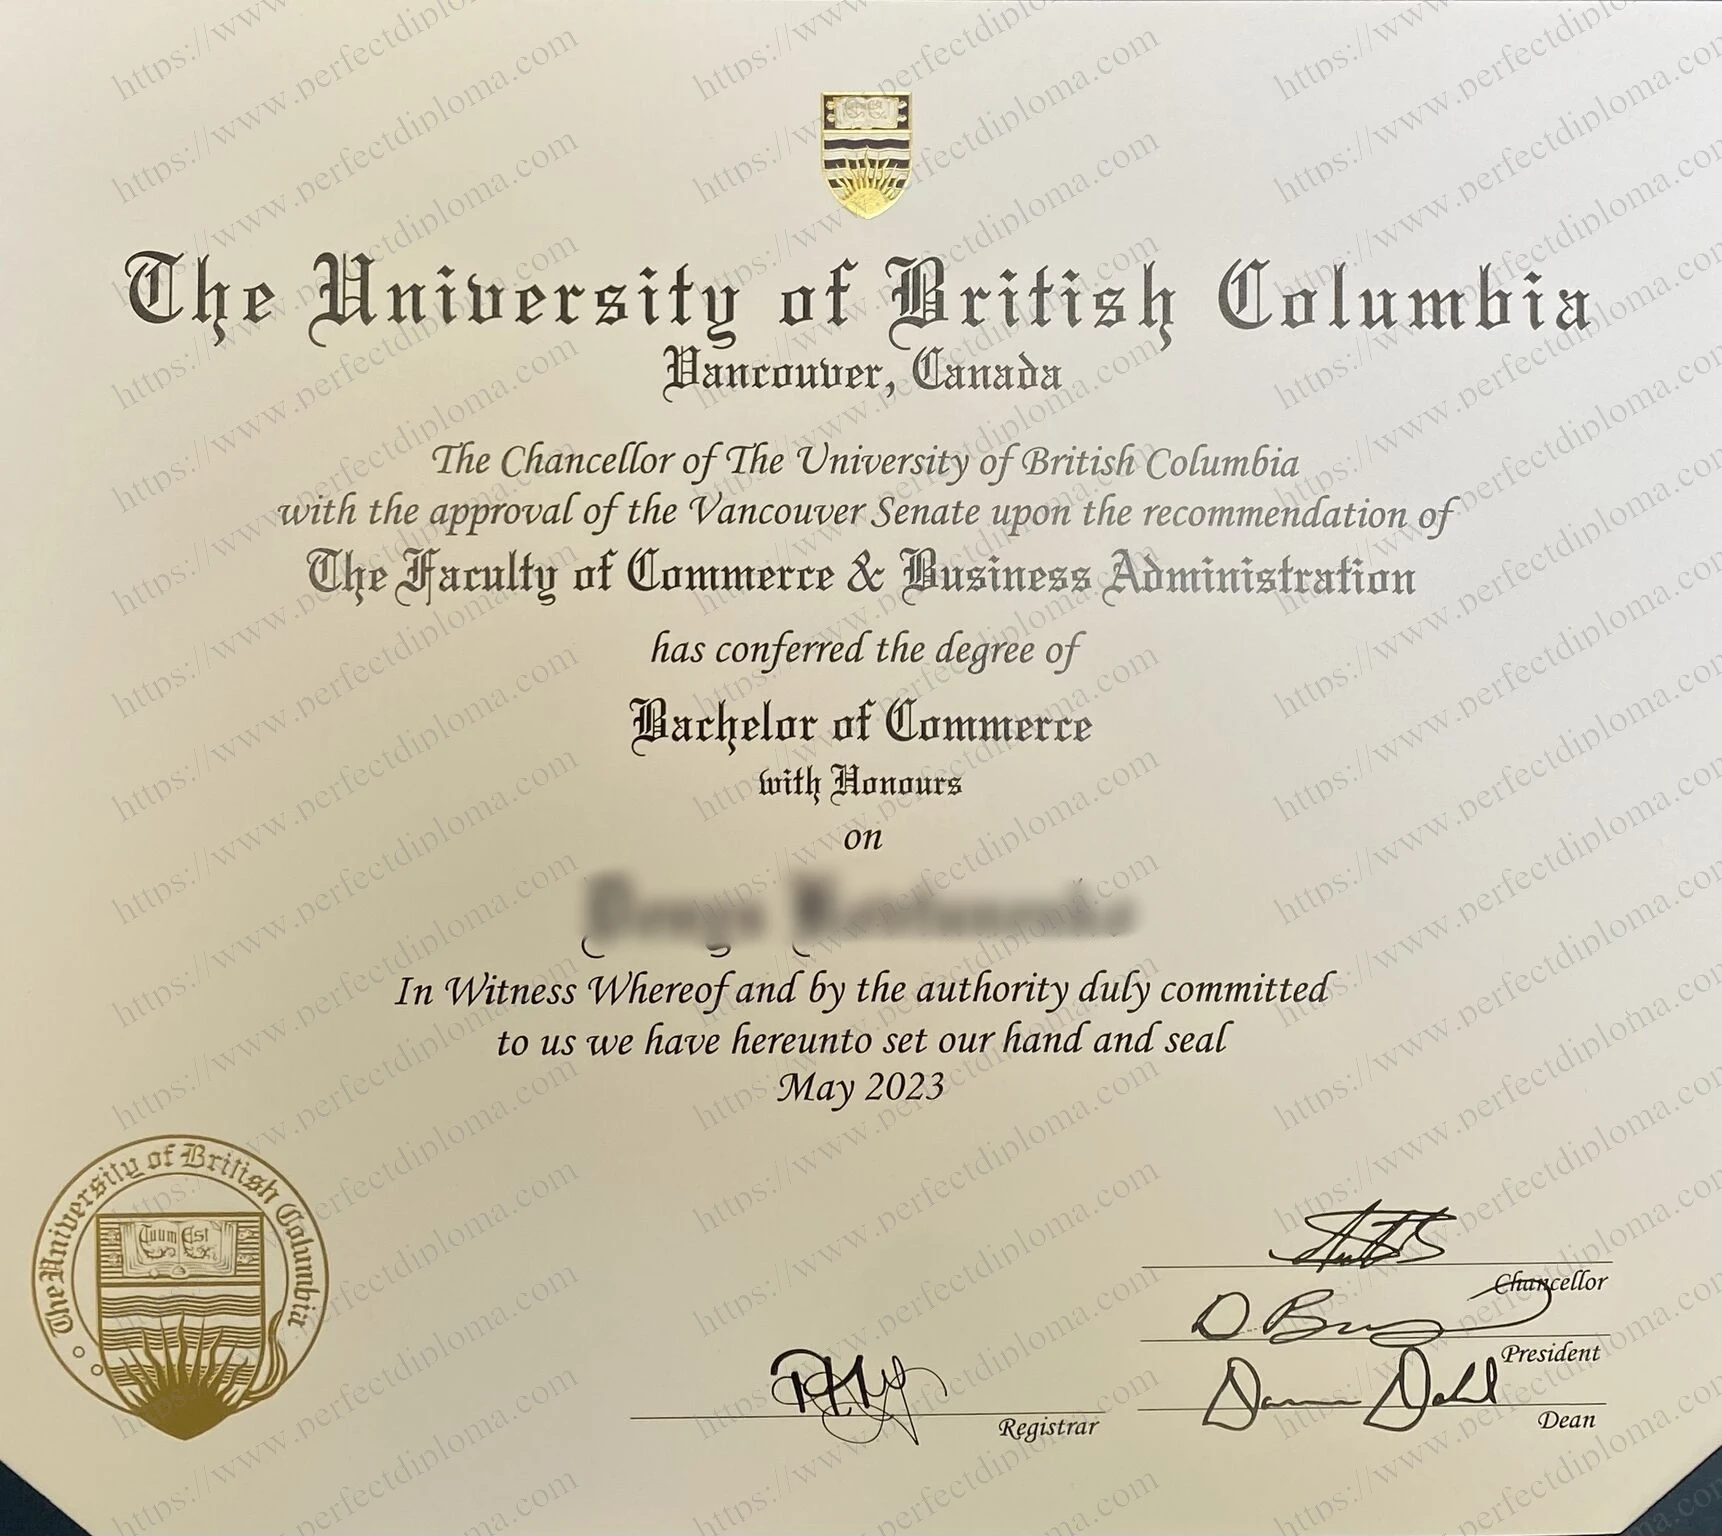 The University of British Columbia
Vancouver, Canada
The Chancellor of The University of British Columbia
with the approval of the Vancouver Senate upon the recommendation of
The Faculty of Commerce & Business Administration
has conferred the degree of
Bachelor of Commerce
with Honours
on
In Witness Whereof and by the authority duly committed
to us we have hereunto set our hand and seal
May 2023
The University of British Columbia
Tuum Est
Chancellor
President
Registrar
Dean
https://www.perfectdiploma.com